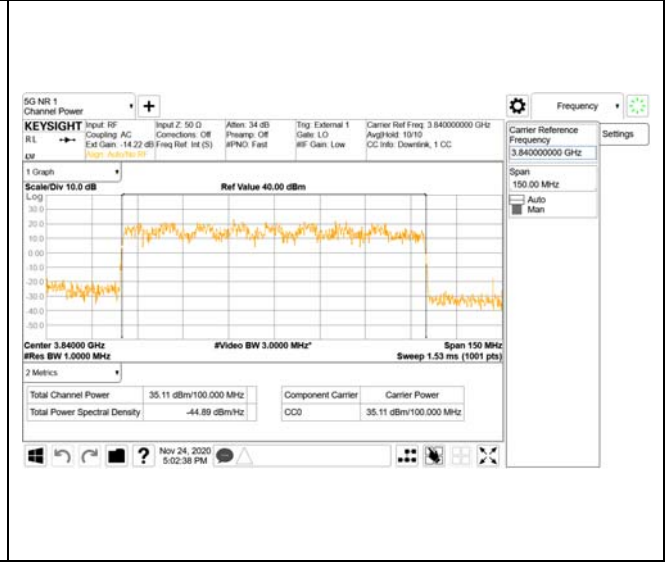 5G NR 1
Channel Power
Frequency
KEYSIGHT
RL
Input: RF
Coupling: AC
Ext Gain: -14.22 dB
Align: Auto/No RF
Input Z: 50 Ω
Corrections: Off
Freq Ref: Int (S)
Atten: 34 dB
Preamp: Off
#PNO: Fast
Trig: External 1
Gate: LO
#IF Gain: Low
Carrier Ref Freq: 3.840000000 GHz
Avg|Hold: 10/10
CC Info: Downlink, 1 CC
Carrier Reference
Frequency
3.840000000 GHz
Settings
Span
150.00 MHz
Auto
Man
1 Graph
Scale/Div 10.0 dB
Ref Value 40.00 dBm
Log
30.0
20.0
10.0
0.00
-10.0
-20.0
-30.0
-40.0
-50.0
Center 3.84000 GHz
#Video BW 3.0000 MHz*
Span 150 MHz
#Res BW 1.0000 MHz
Sweep 1.53 ms (1001 pts)
2 Metrics
Total Channel Power 35.11 dBm/100.000 MHz
Total Power Spectral Density -44.89 dBm/Hz
Component Carrier Carrier Power
CC0 35.11 dBm/100.000 MHz
?
Nov 24, 2020
5:02:38 PM